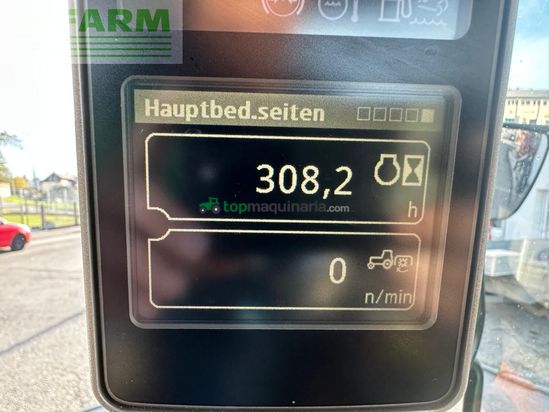 FARM
Hauptbed.seiten
308,2
topmaquinaria.com
h
0
n/min